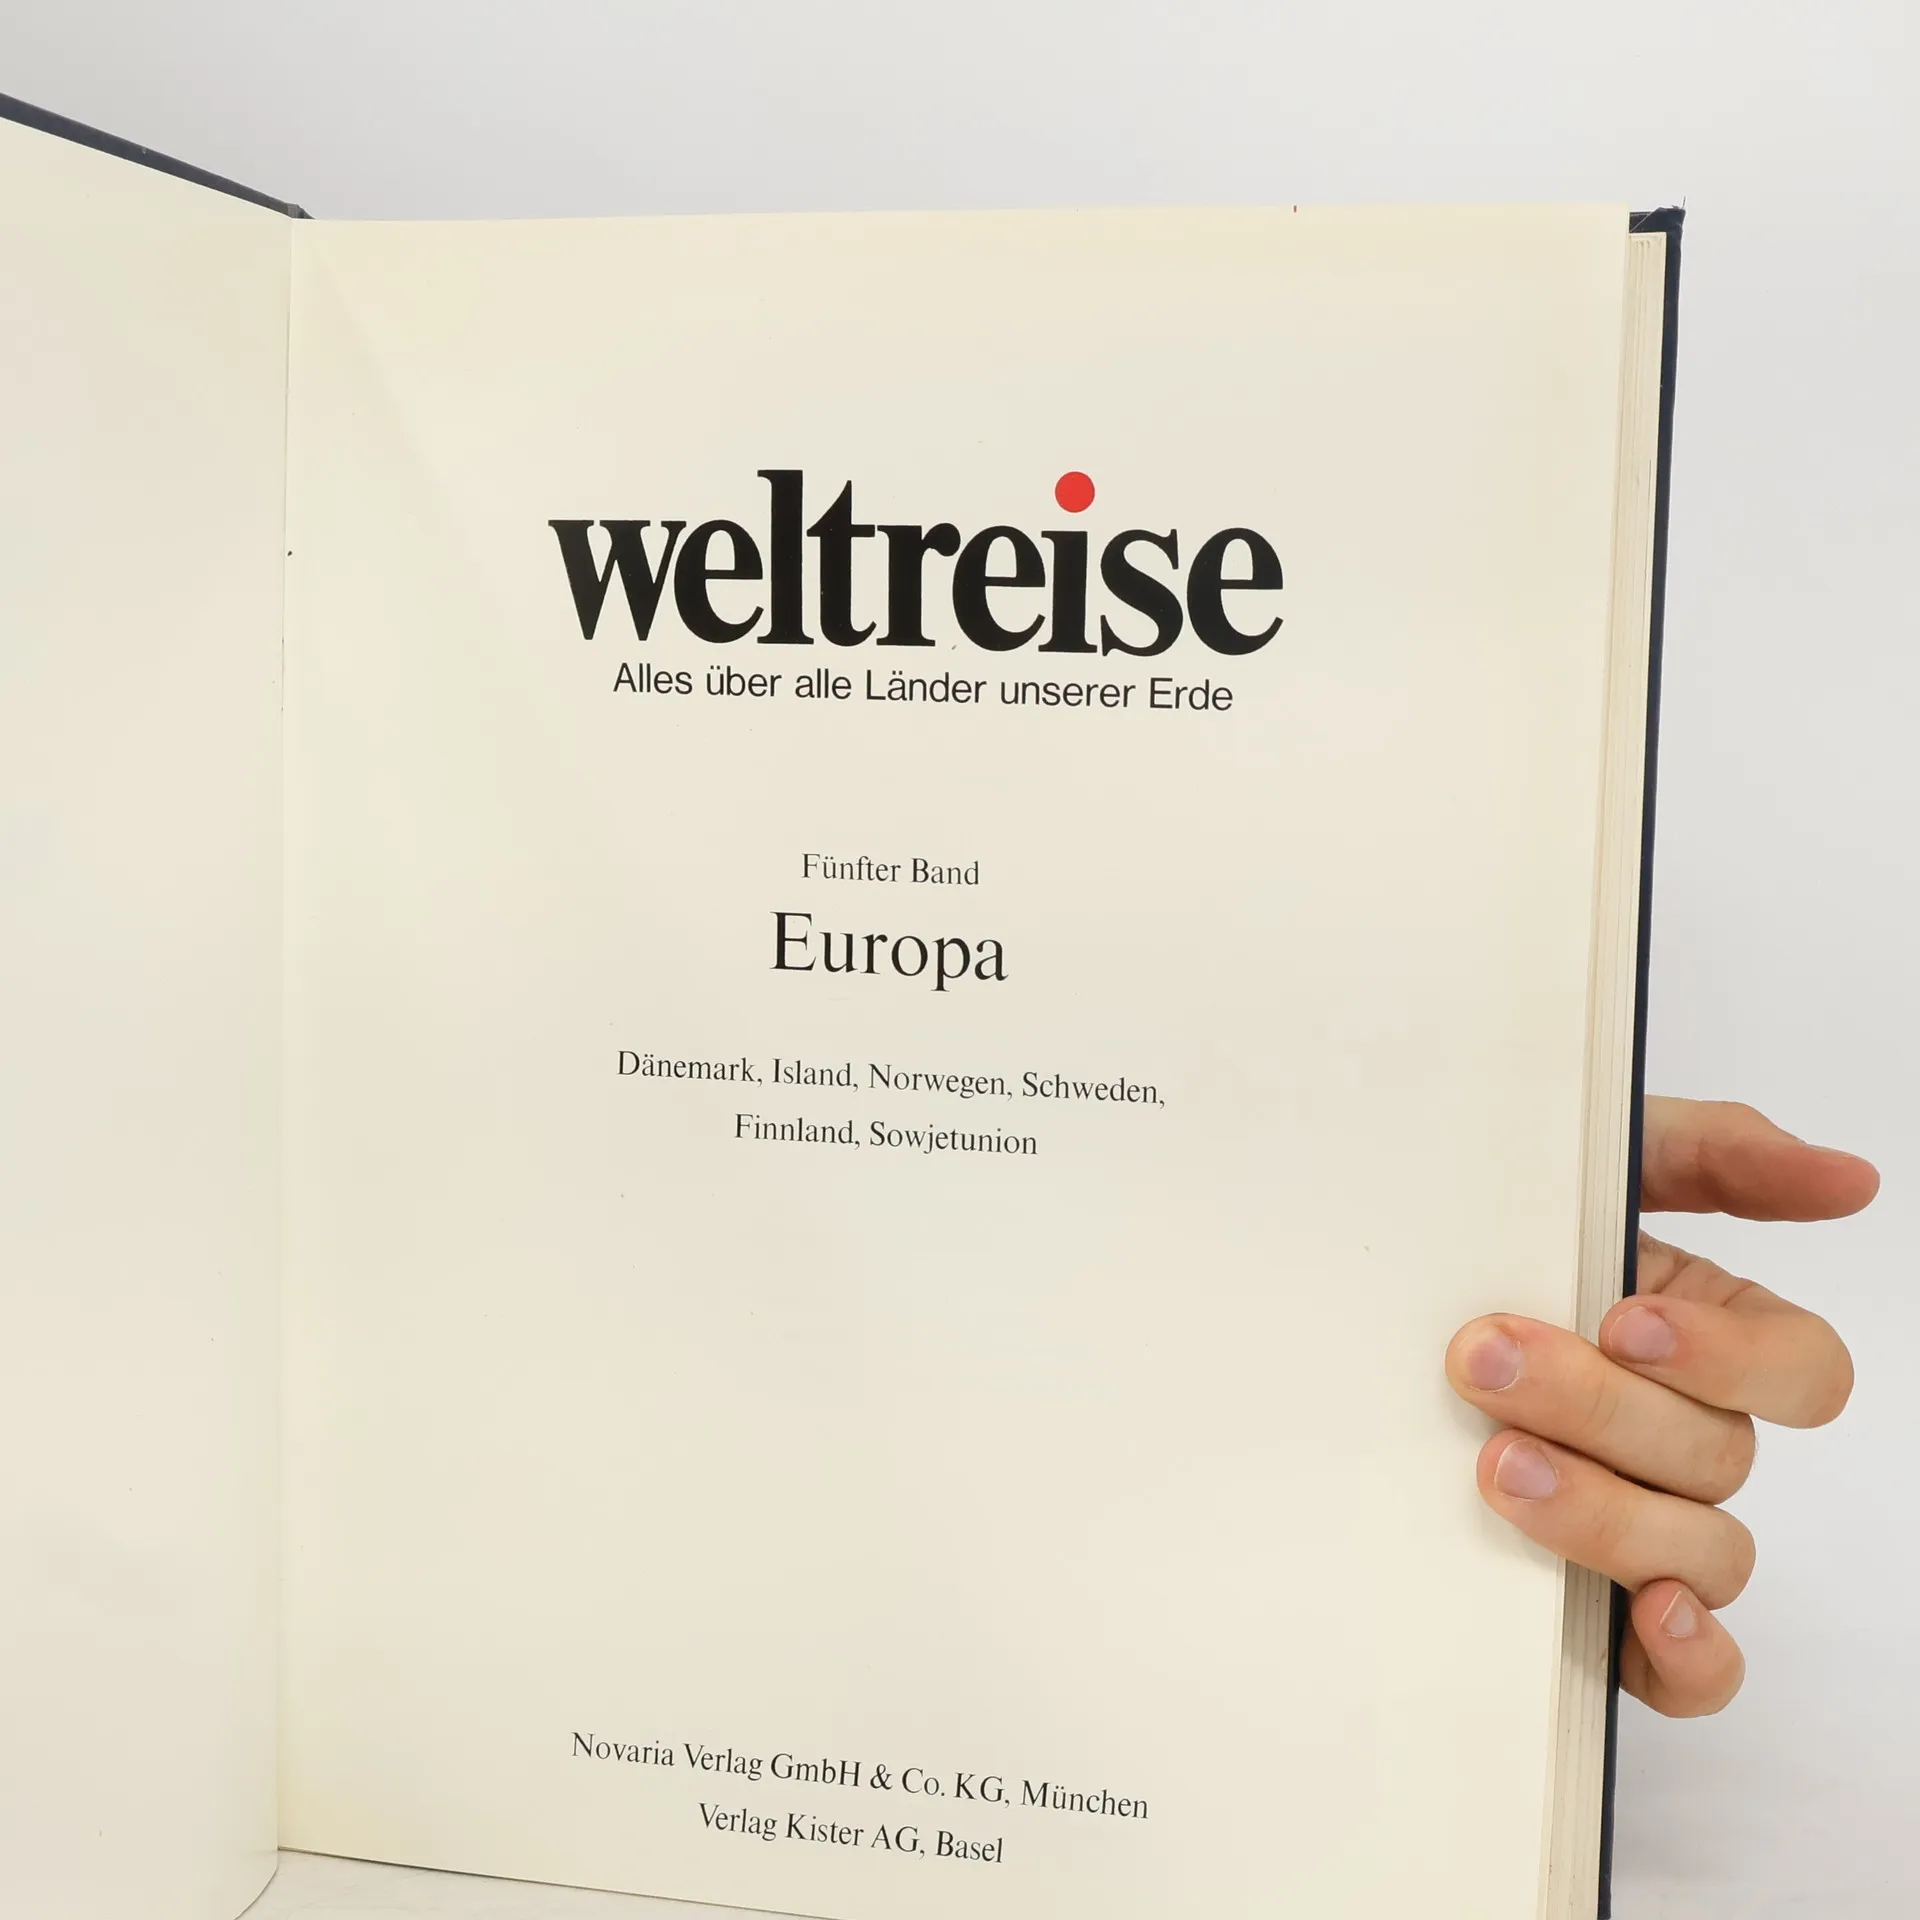 weltreise
Alles über alle Länder unserer Erde
Fünfter Band
Europa
Dänemark, Island, Norwegen, Schweden,
Finnland, Sowjetunion
Novaria Verlag GmbH & Co. KG, München
Verlag Kister AG, Basel